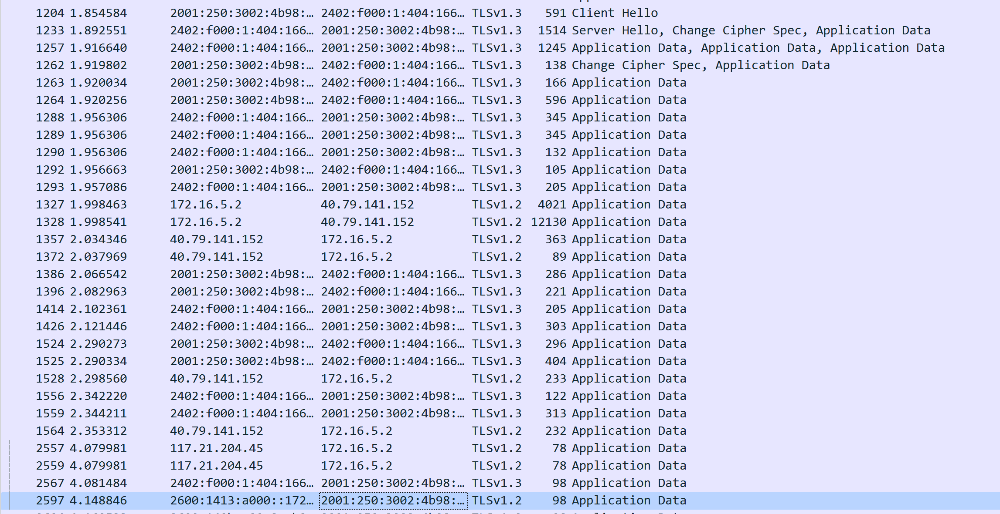 1204 1.854584 2001:250:3002:4b98:… 2402:f000:1:404:166… TLSv1.3 591 Client Hello
1233 1.892551 2402:f000:1:404:166… 2001:250:3002:4b98:… TLSv1.3 1514 Server Hello, Change Cipher Spec, Application Data
1257 1.916640 2402:f000:1:404:166… 2001:250:3002:4b98:… TLSv1.3 1245 Application Data, Application Data, Application Data
1262 1.919802 2001:250:3002:4b98:… 2402:f000:1:404:166… TLSv1.3 138 Change Cipher Spec, Application Data
1263 1.920034 2001:250:3002:4b98:… 2402:f000:1:404:166… TLSv1.3 166 Application Data
1264 1.920256 2001:250:3002:4b98:… 2402:f000:1:404:166… TLSv1.3 596 Application Data
1288 1.956306 2402:f000:1:404:166… 2001:250:3002:4b98:… TLSv1.3 345 Application Data
1289 1.956306 2402:f000:1:404:166… 2001:250:3002:4b98:… TLSv1.3 345 Application Data
1290 1.956306 2402:f000:1:404:166… 2001:250:3002:4b98:… TLSv1.3 132 Application Data
1292 1.956663 2001:250:3002:4b98:… 2402:f000:1:404:166… TLSv1.3 105 Application Data
1293 1.957086 2402:f000:1:404:166… 2001:250:3002:4b98:… TLSv1.3 205 Application Data
1327 1.998463 172.16.5.2 40.79.141.152 TLSv1.2 4021 Application Data
1328 1.998541 172.16.5.2 40.79.141.152 TLSv1.2 12130 Application Data
1357 2.034346 40.79.141.152 172.16.5.2 TLSv1.2 363 Application Data
1372 2.037969 40.79.141.152 172.16.5.2 TLSv1.2 89 Application Data
1386 2.066542 2001:250:3002:4b98:… 2402:f000:1:404:166… TLSv1.3 286 Application Data
1396 2.082963 2001:250:3002:4b98:… 2402:f000:1:404:166… TLSv1.3 221 Application Data
1414 2.102361 2402:f000:1:404:166… 2001:250:3002:4b98:… TLSv1.3 205 Application Data
1426 2.121446 2402:f000:1:404:166… 2001:250:3002:4b98:… TLSv1.3 303 Application Data
1524 2.290273 2001:250:3002:4b98:… 2402:f000:1:404:166… TLSv1.3 296 Application Data
1525 2.290334 2001:250:3002:4b98:… 2402:f000:1:404:166… TLSv1.3 404 Application Data
1528 2.298560 40.79.141.152 172.16.5.2 TLSv1.2 233 Application Data
1556 2.342220 2402:f000:1:404:166… 2001:250:3002:4b98:… TLSv1.3 122 Application Data
1559 2.344211 2402:f000:1:404:166… 2001:250:3002:4b98:… TLSv1.3 313 Application Data
1564 2.353312 40.79.141.152 172.16.5.2 TLSv1.2 232 Application Data
2557 4.079981 117.21.204.45 172.16.5.2 TLSv1.2 78 Application Data
2559 4.079981 117.21.204.45 172.16.5.2 TLSv1.2 78 Application Data
2567 4.081484 2402:f000:1:404:166… 2001:250:3002:4b98:… TLSv1.3 98 Application Data
2597 4.148846 2600:1413:a000::172… 2001:250:3002:4b98:… TLSv1.2 98 Application Data